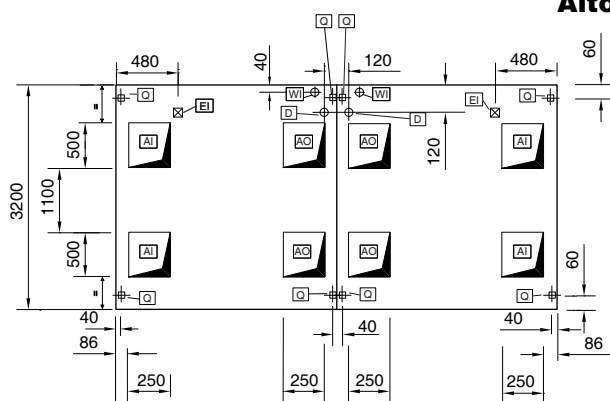 Alto
Q Q
480 40 120 480 60
Q WI WI Q
EI EI
D D
500 AI AO AO AI 120
3200 1100
500 AI AO AO AI
= =
Q Q Q Q 60
40 40 40
86 86
250 250 250 250